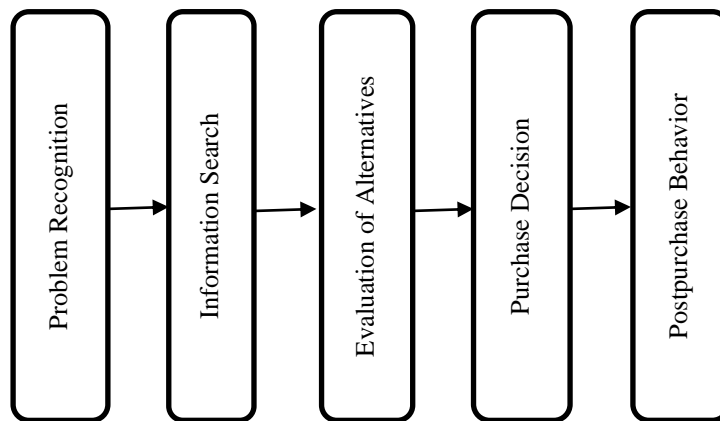 Problem Recognition
Information Search
Evaluation of Alternatives
Purchase Decision
Postpurchase Behavior